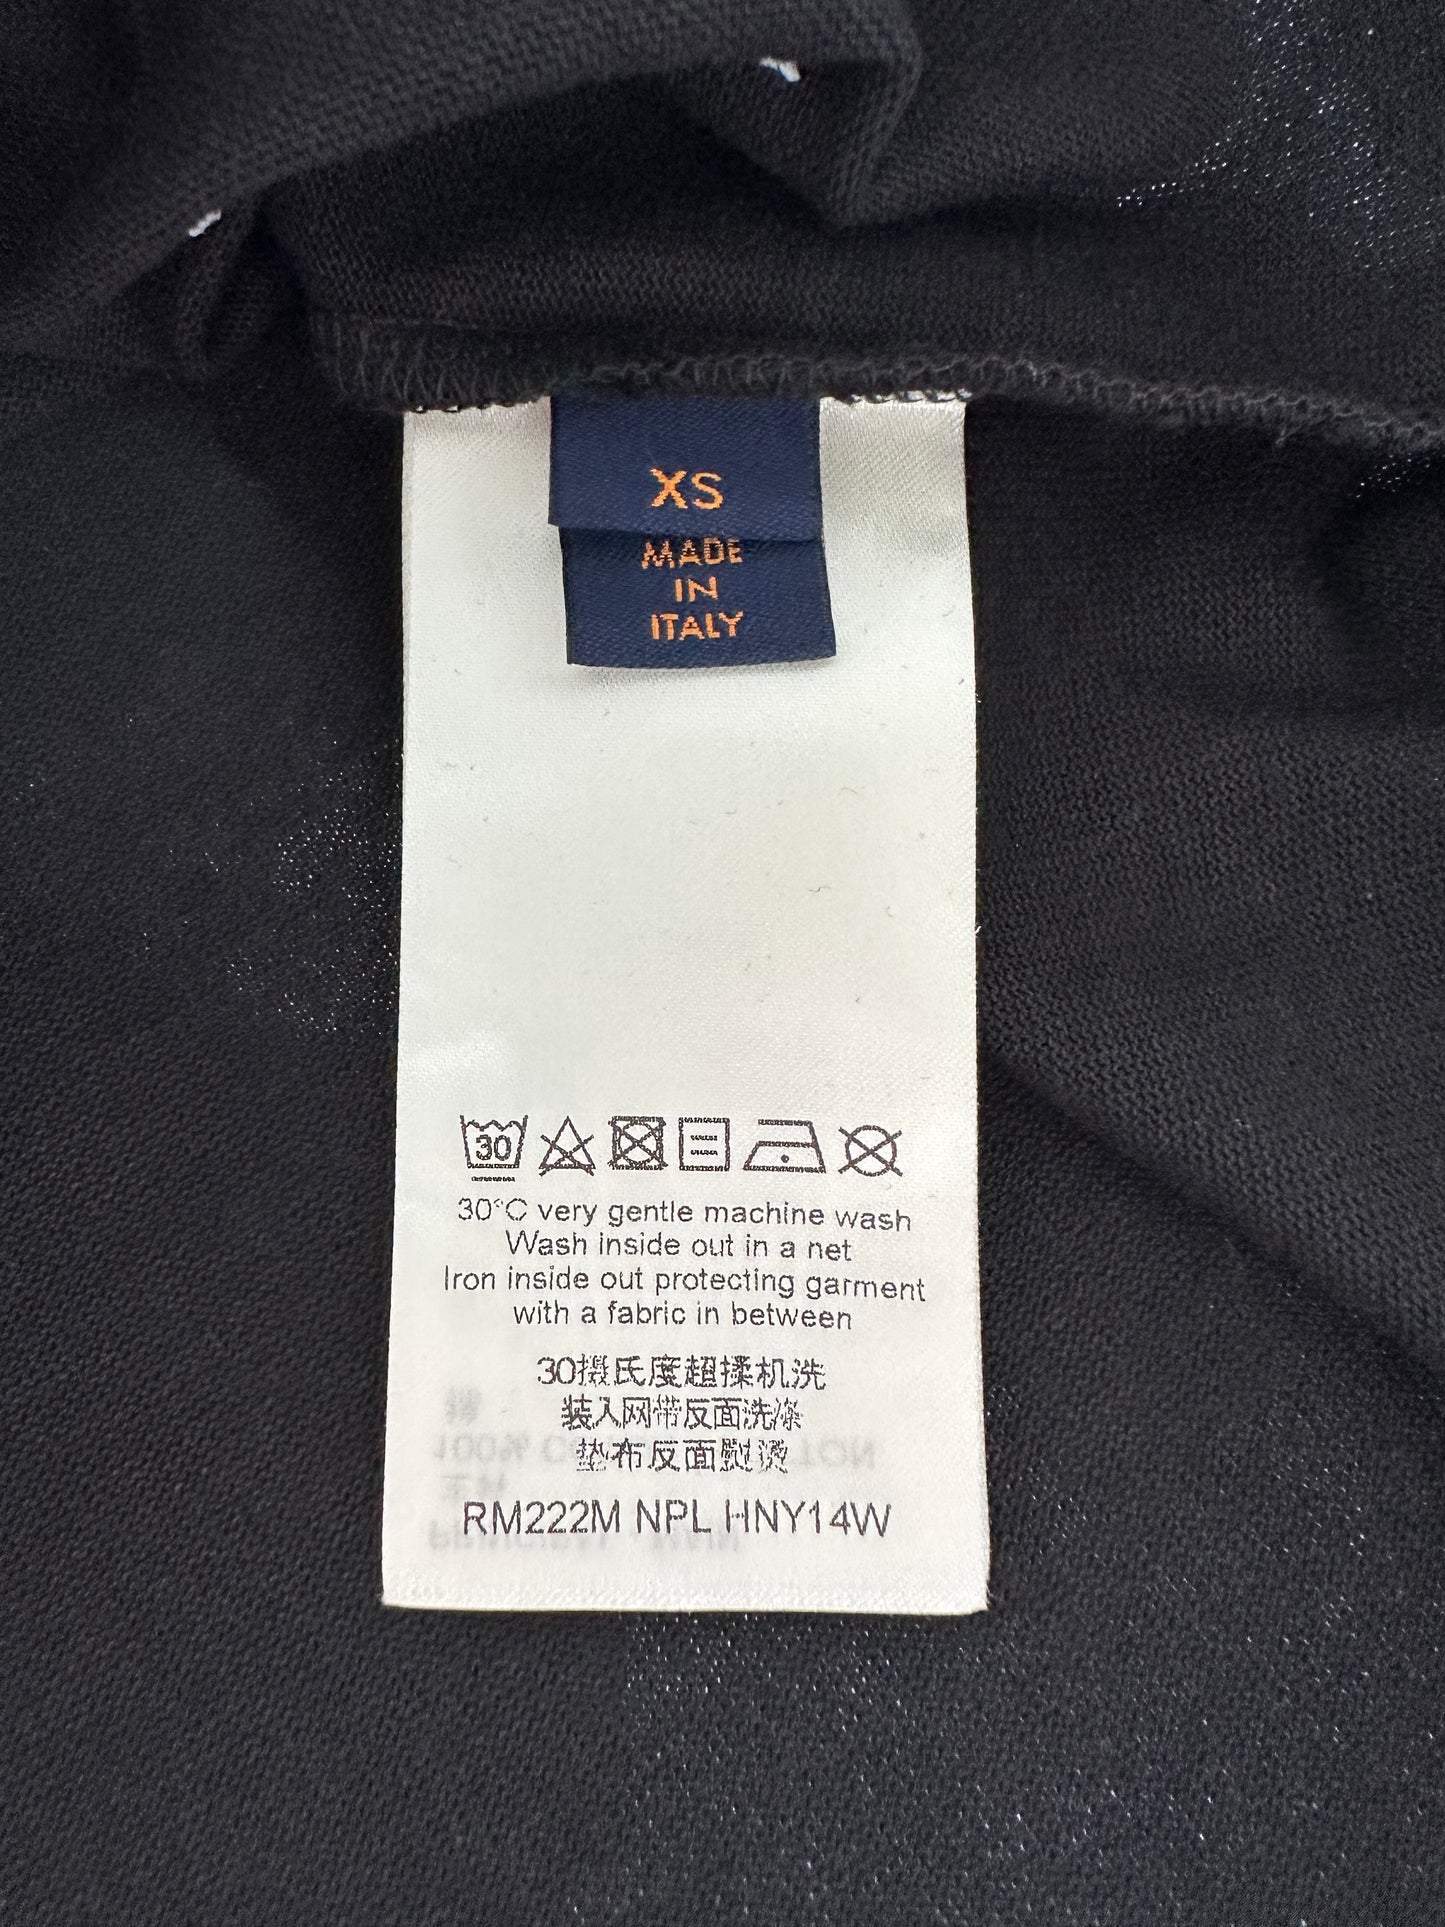 XS
MADE
IN
ITALY
30
30°C very gentle machine wash
Wash inside out in a net
Iron inside out protecting garment
with a fabric in between
30摄氏度超揉机洗
装入网带反面洗涤
垫布反面熨烫
RM222M NPL HNY14W